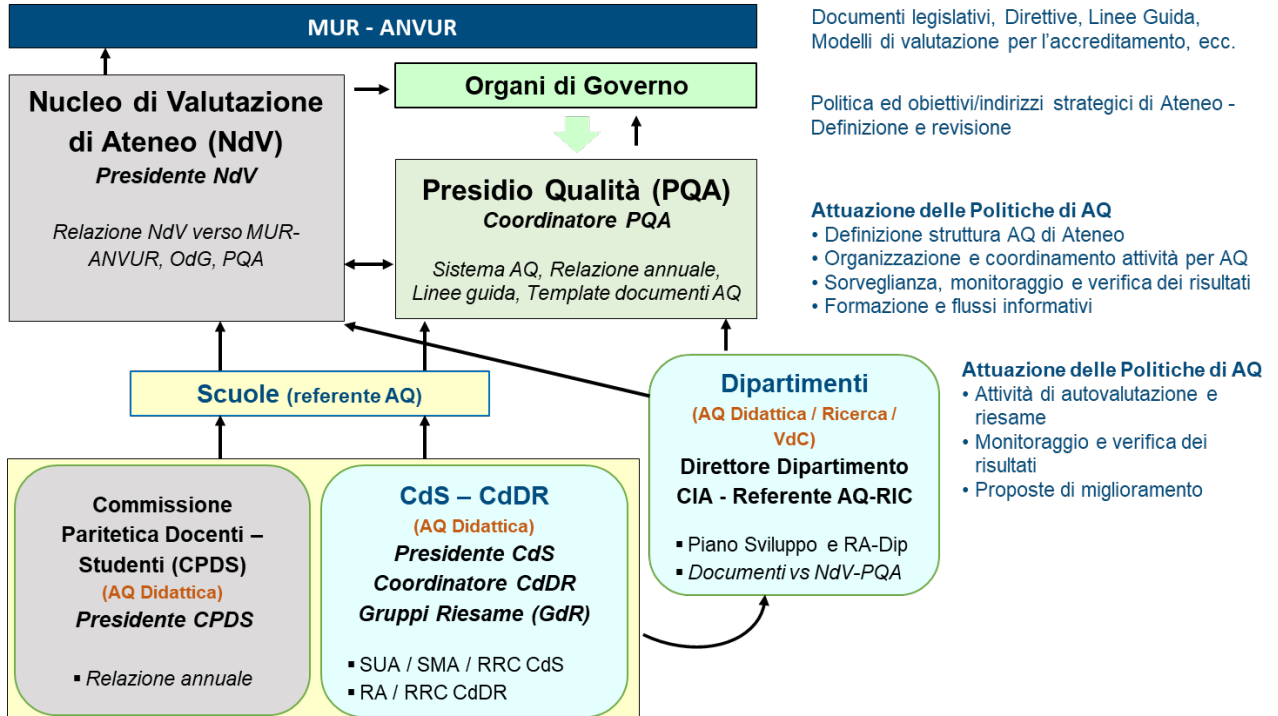 MUR - ANVUR
Documenti legislativi, Direttive, Linee Guida,
Modelli di valutazione per l'accreditamento, ecc.
Nucleo di Valutazione
di Ateneo (NdV)
Presidente NdV
Relazione NdV verso MUR-
ANVUR, OdG, PQA
Organi di Governo
Politica ed obiettivi/indirizzi strategici di Ateneo -
Definizione e revisione
Presidio Qualità (PQA)
Coordinatore PQA
Sistema AQ, Relazione annuale,
Linee guida, Template documenti AQ
Attuazione delle Politiche di AQ
• Definizione struttura AQ di Ateneo
• Organizzazione e coordinamento attività per AQ
• Sorveglianza, monitoraggio e verifica dei risultati
• Formazione e flussi informativi
Scuole (referente AQ)
Dipartimenti
(AQ Didattica / Ricerca /
VdC)
Direttore Dipartimento
CIA - Referente AQ-RIC
▪ Piano Sviluppo e RA-Dip
▪ Documenti vs NdV-PQA
Attuazione delle Politiche di AQ
• Attività di autovalutazione e
riesame
• Monitoraggio e verifica dei
risultati
• Proposte di miglioramento
Commissione
Paritetica Docenti –
Studenti (CPDS)
(AQ Didattica)
Presidente CPDS
▪ Relazione annuale
CdS – CdDR
(AQ Didattica)
Presidente CdS
Coordinatore CdDR
Gruppi Riesame (GdR)
▪ SUA / SMA / RRC CdS
▪ RA / RRC CdDR